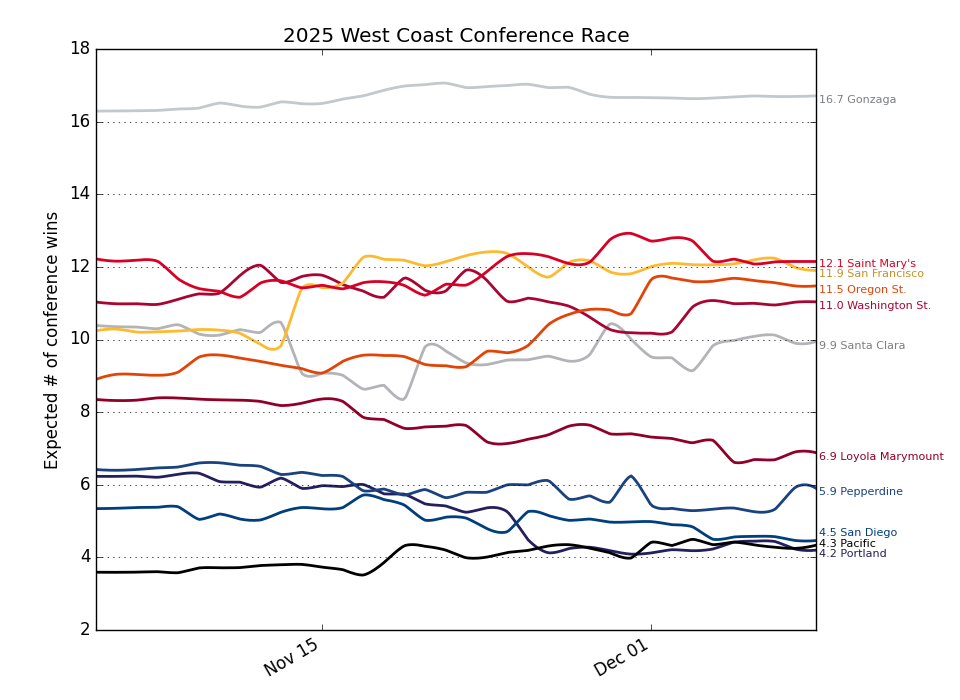 2025 West Coast Conference Race
Expected # of conference wins
18
16
14
12
10
8
6
4
2
Nov 15
Dec 01
16.7 Gonzaga
12.1 Saint Mary's
11.9 San Francisco
11.5 Oregon St.
11.0 Washington St.
9.9 Santa Clara
6.9 Loyola Marymount
5.9 Pepperdine
4.5 San Diego
4.3 Pacific
4.2 Portland